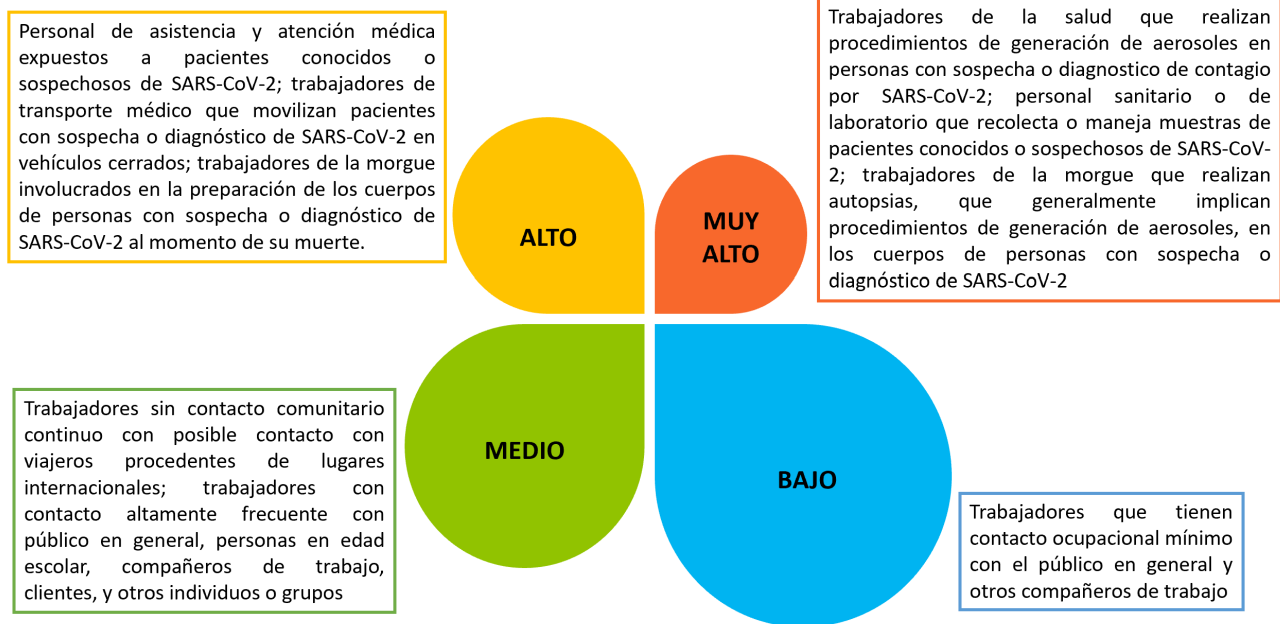 Personal de asistencia y atención médica
expuestos a pacientes conocidos o
sospechosos de SARS-CoV-2; trabajadores de
transporte médico que movilizan pacientes
con sospecha o diagnóstico de SARS-CoV-2 en
vehículos cerrados; trabajadores de la morgue
involucrados en la preparación de los cuerpos
de personas con sospecha o diagnóstico de
SARS-CoV-2 al momento de su muerte.
ALTO
MUY
ALTO
Trabajadores de la salud que realizan
procedimientos de generación de aerosoles en
personas con sospecha o diagnostico de contagio
por SARS-CoV-2; personal sanitario o de
laboratorio que recolecta o maneja muestras de
pacientes conocidos o sospechosos de SARS-CoV-
2; trabajadores de la morgue que realizan
autopsias, que generalmente implican
procedimientos de generación de aerosoles, en
los cuerpos de personas con sospecha o
diagnóstico de SARS-CoV-2
Trabajadores sin contacto comunitario
continuo con posible contacto con
viajeros procedentes de lugares
internacionales; trabajadores con
contacto altamente frecuente con
público en general, personas en edad
escolar, compañeros de trabajo,
clientes, y otros individuos o grupos
MEDIO
BAJO
Trabajadores que tienen
contacto ocupacional mínimo
con el público en general y
otros compañeros de trabajo